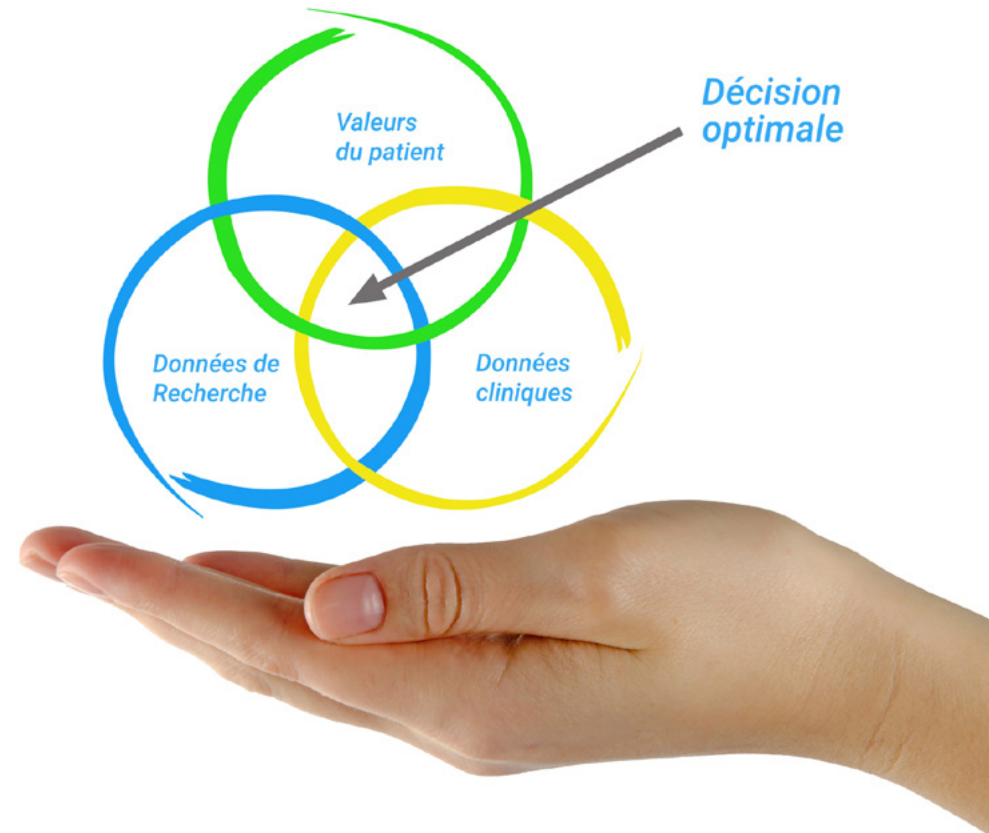 Décision
optimale
Valeurs
du patient
Données de
Recherche
Données
cliniques